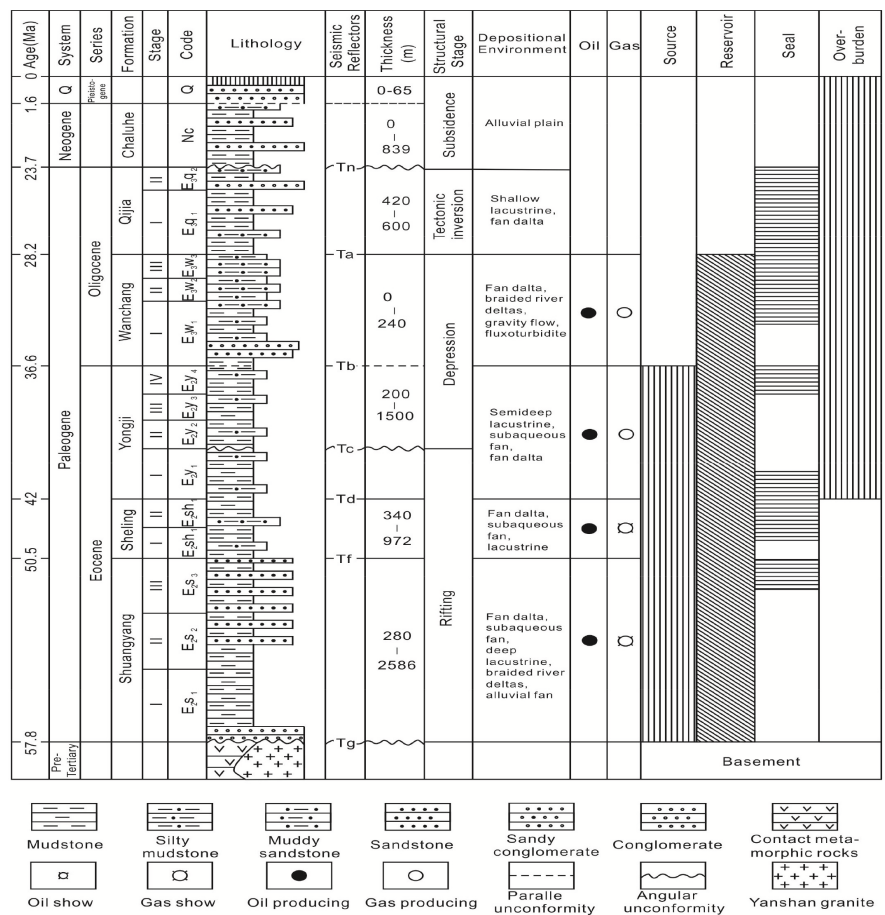 Age(Ma)
System
Series
Formation
Stage
Code
Lithology
Seismic
Reflectors
Thickness
(m)
Structural
Stage
Depositional
Environment
Oil
Gas
Source
Reservoir
Seal
Over-
burden
0
1.6
23.7
28.2
36.6
42
50.5
57.8
Q
Neogene
Paleogene
Pre-
Tertiary
Pleisto-
gene
Oligocene
Eocene
Chaluhe
Qijia
Wanchang
Yongji
Sheling
Shuangyang
II
I
III
II
I
IV
III
II
I
II
I
III
II
I
Q
Nc
E₃q₂
E₃q₁
E₃w₃
E₃w₂
E₃w₁
E₂y₄
E₂y₃
E₂y₂
E₂y₁
E₂sh₁
E₂sh₁
E₂s₃
E₂s₂
E₂s₁
Tn
Ta
Tb
Tc
Td
Tf
Tg
0-65
0
839
420
600
0
240
200
1500
340
972
280
2586
Subsidence
Tectonic
inversion
Depression
Rifting
Alluvial plain
Shallow
lacustrine,
fan dalta
Fan dalta,
braided river
deltas,
gravity flow,
fluxoturbidite
Semideep
lacustrine,
subaqueous
fan,
fan dalta
Fan dalta,
subaqueous
fan,
lacustrine
Fan dalta,
subaqueous
fan,
deep
lacustrine,
braided river
deltas,
alluvial fan
Basement
Mudstone
Silty
mudstone
Muddy
sandstone
Sandstone
Sandy
conglomerate
Conglomerate
Contact meta-
morphic rocks
Oil show
Gas show
Oil producing
Gas producing
Paralle
unconformity
Angular
unconformity
Yanshan granite